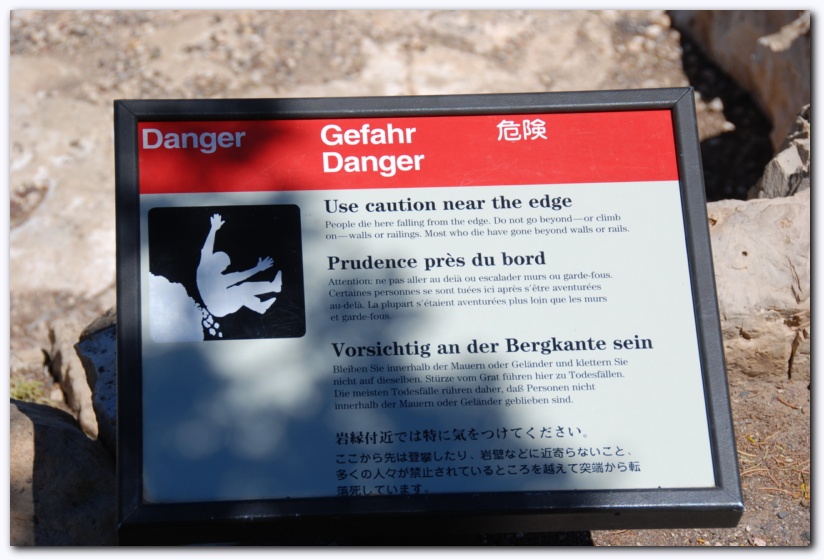 Danger
Gefahr
Danger
危険
Use caution near the edge
People die here falling from the edge. Do not go beyond—or climb
on—walls or railings. Most who die have gone beyond walls or rails.
Prudence près du bord
Attention: ne pas aller au deià ou escalader murs ou garde-fous.
Certaines personnes se sont tuées ici après s'être aventurées
au-delà. La plupart s'étaient aventurées plus loin que les murs
et garde-fous.
Vorsichtig an der Bergkante sein
Bleiben Sie innerhalb der Mauern oder Geländer und klettern Sie
nicht auf dieselben. Stürze vom Grat führen hier zu Todesfällen.
Die meisten Todesfälle rühren daher, daß Personen nicht
innerhalb der Mauern oder Geländer geblieben sind.
岩縁付近では特に気をつけてください。
ここから先は登攀したり、岩壁などに近寄らないこと、
多くの人々が禁止されているところを越えて突端から転
落死しています。